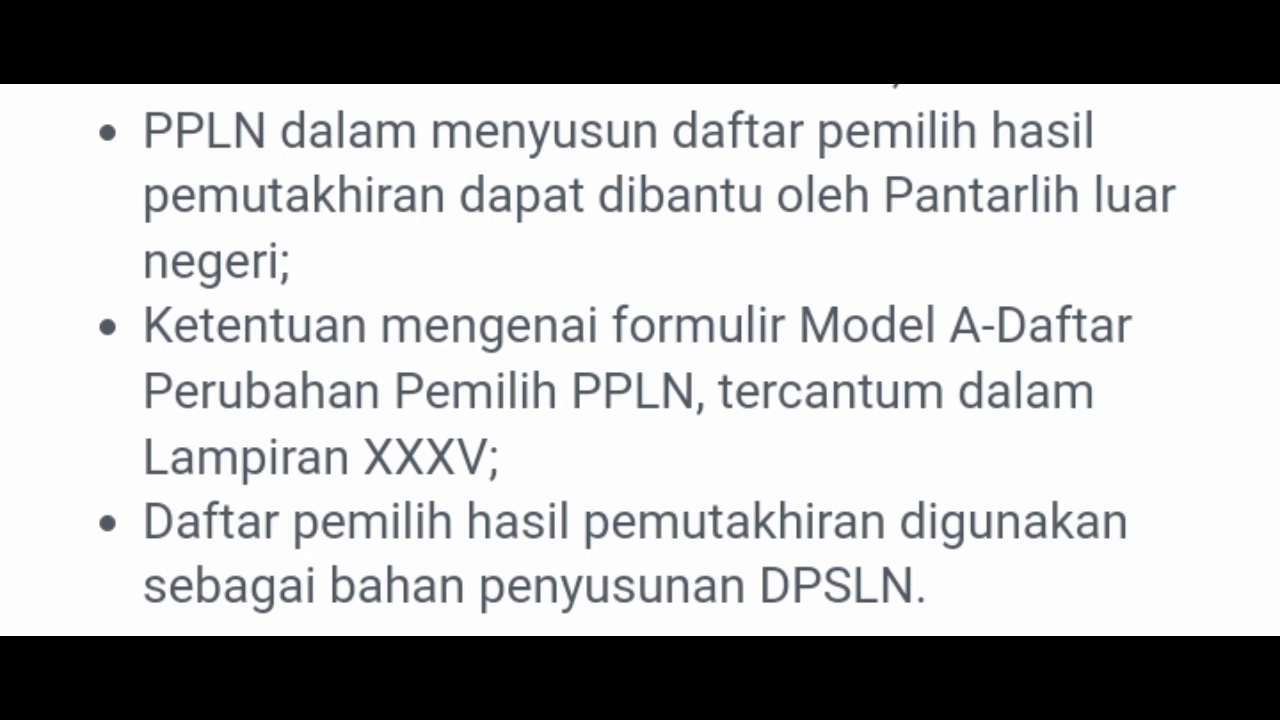 • PPLN dalam menyusun daftar pemilih hasil
pemutakhiran dapat dibantu oleh Pantarlih luar
negeri;
• Ketentuan mengenai formulir Model A-Daftar
Perubahan Pemilih PPLN, tercantum dalam
Lampiran XXXV;
• Daftar pemilih hasil pemutakhiran digunakan
sebagai bahan penyusunan DPSLN.